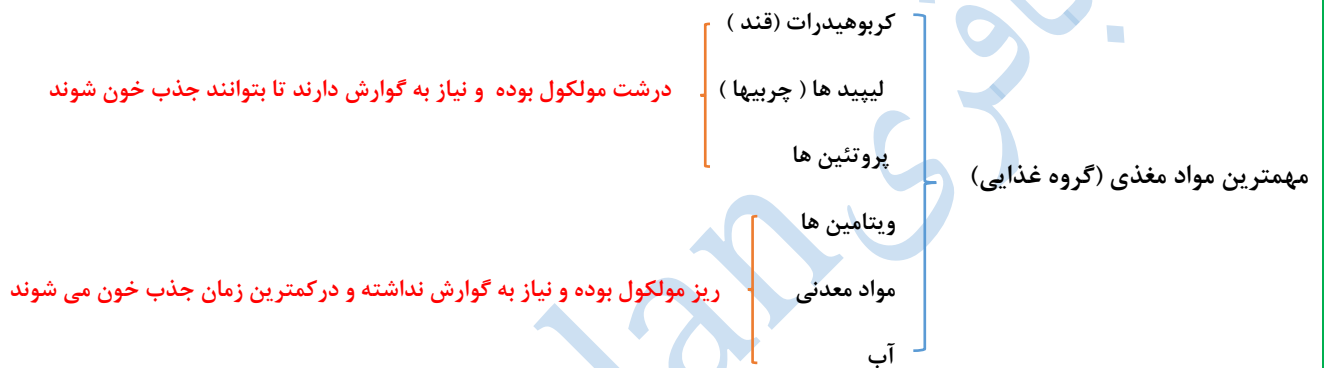 کربوهیدرات (قند )
لیپید ها ( چربیها )
درشت مولکول بوده و نیاز به گوارش دارند تا بتوانند جذب خون شوند
پروتئین ها
مهمترین مواد مغذی (گروه غذایی)
ویتامین ها
مواد معدنی
ریز مولکول بوده و نیاز به گوارش نداشته و درکمترین زمان جذب خون می شوند
آب